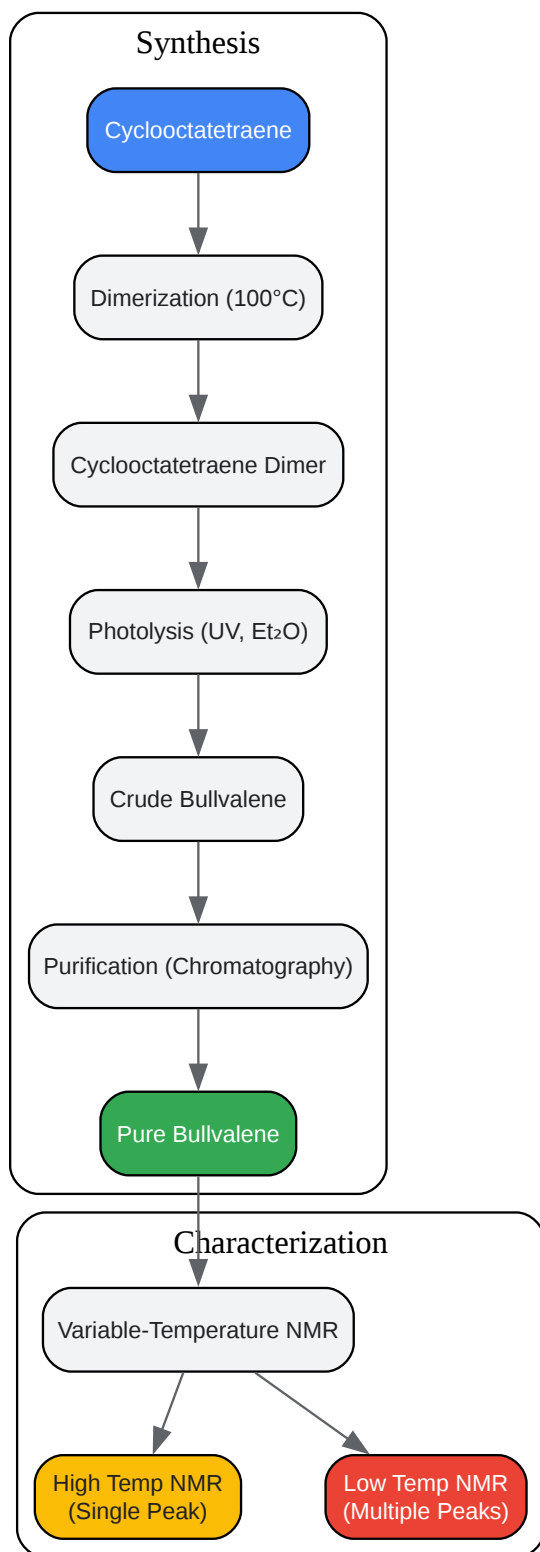 Synthesis
Cyclooctatetraene
Dimerization (100°C)
Cyclooctatetraene Dimer
Photolysis (UV, Et₂O)
Crude Bullvalene
Purification (Chromatography)
Pure Bullvalene
Characterization
Variable-Temperature NMR
High Temp NMR
(Single Peak)
Low Temp NMR
(Multiple Peaks)